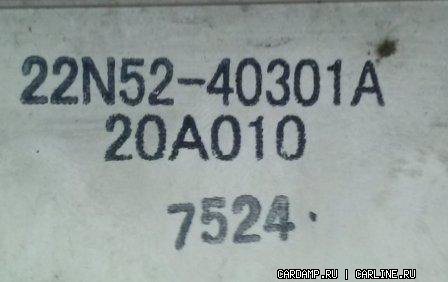 22N52-40301A
20A010
7524
CARDAMP.RU | CARLINE.RU